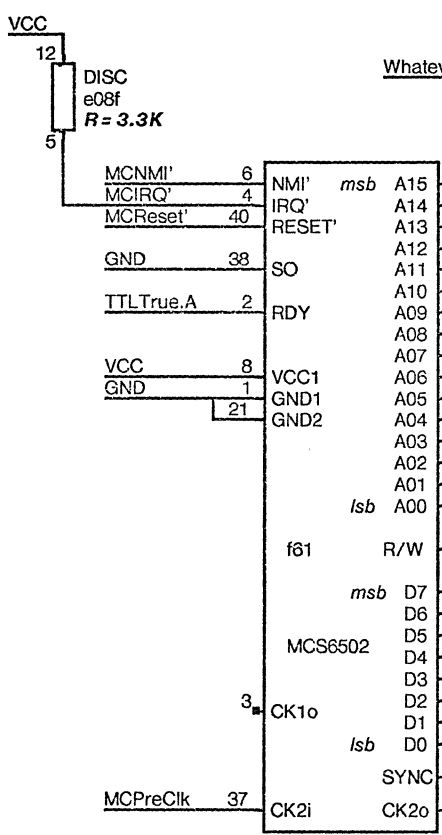 VCC
12
Whatev
DISC
e08f
R = 3.3K
5
MCNMI' 6 NMI' msb A15
MCIRQ' 4 IRQ' A14
MCReset' 40 RESET' A13
A12
GND 38 SO A11
A10
TTLTrue.A 2 RDY A09
A08
A07
VCC 8 VCC1 A06
GND 1 GND1 A05
21 GND2 A04
A03
A02
A01
lsb A00
f61 R/W
msb D7
D6
D5
MCS6502 D4
D3
D2
3 CK1o D1
lsb D0
SYNC
MCPreClk 37 CK2i CK2o